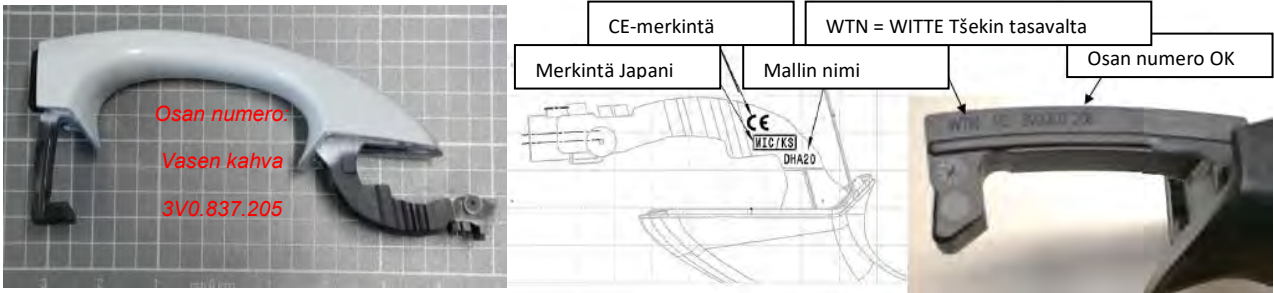 Osan numero.
Vasen kahva
3V0.837.205
CE-merkintä
WTN = WITTE Tšekin tasavalta
Merkintä Japani
Mallin nimi
Osan numero OK
CE
MIC/KS
DHA20
WTN